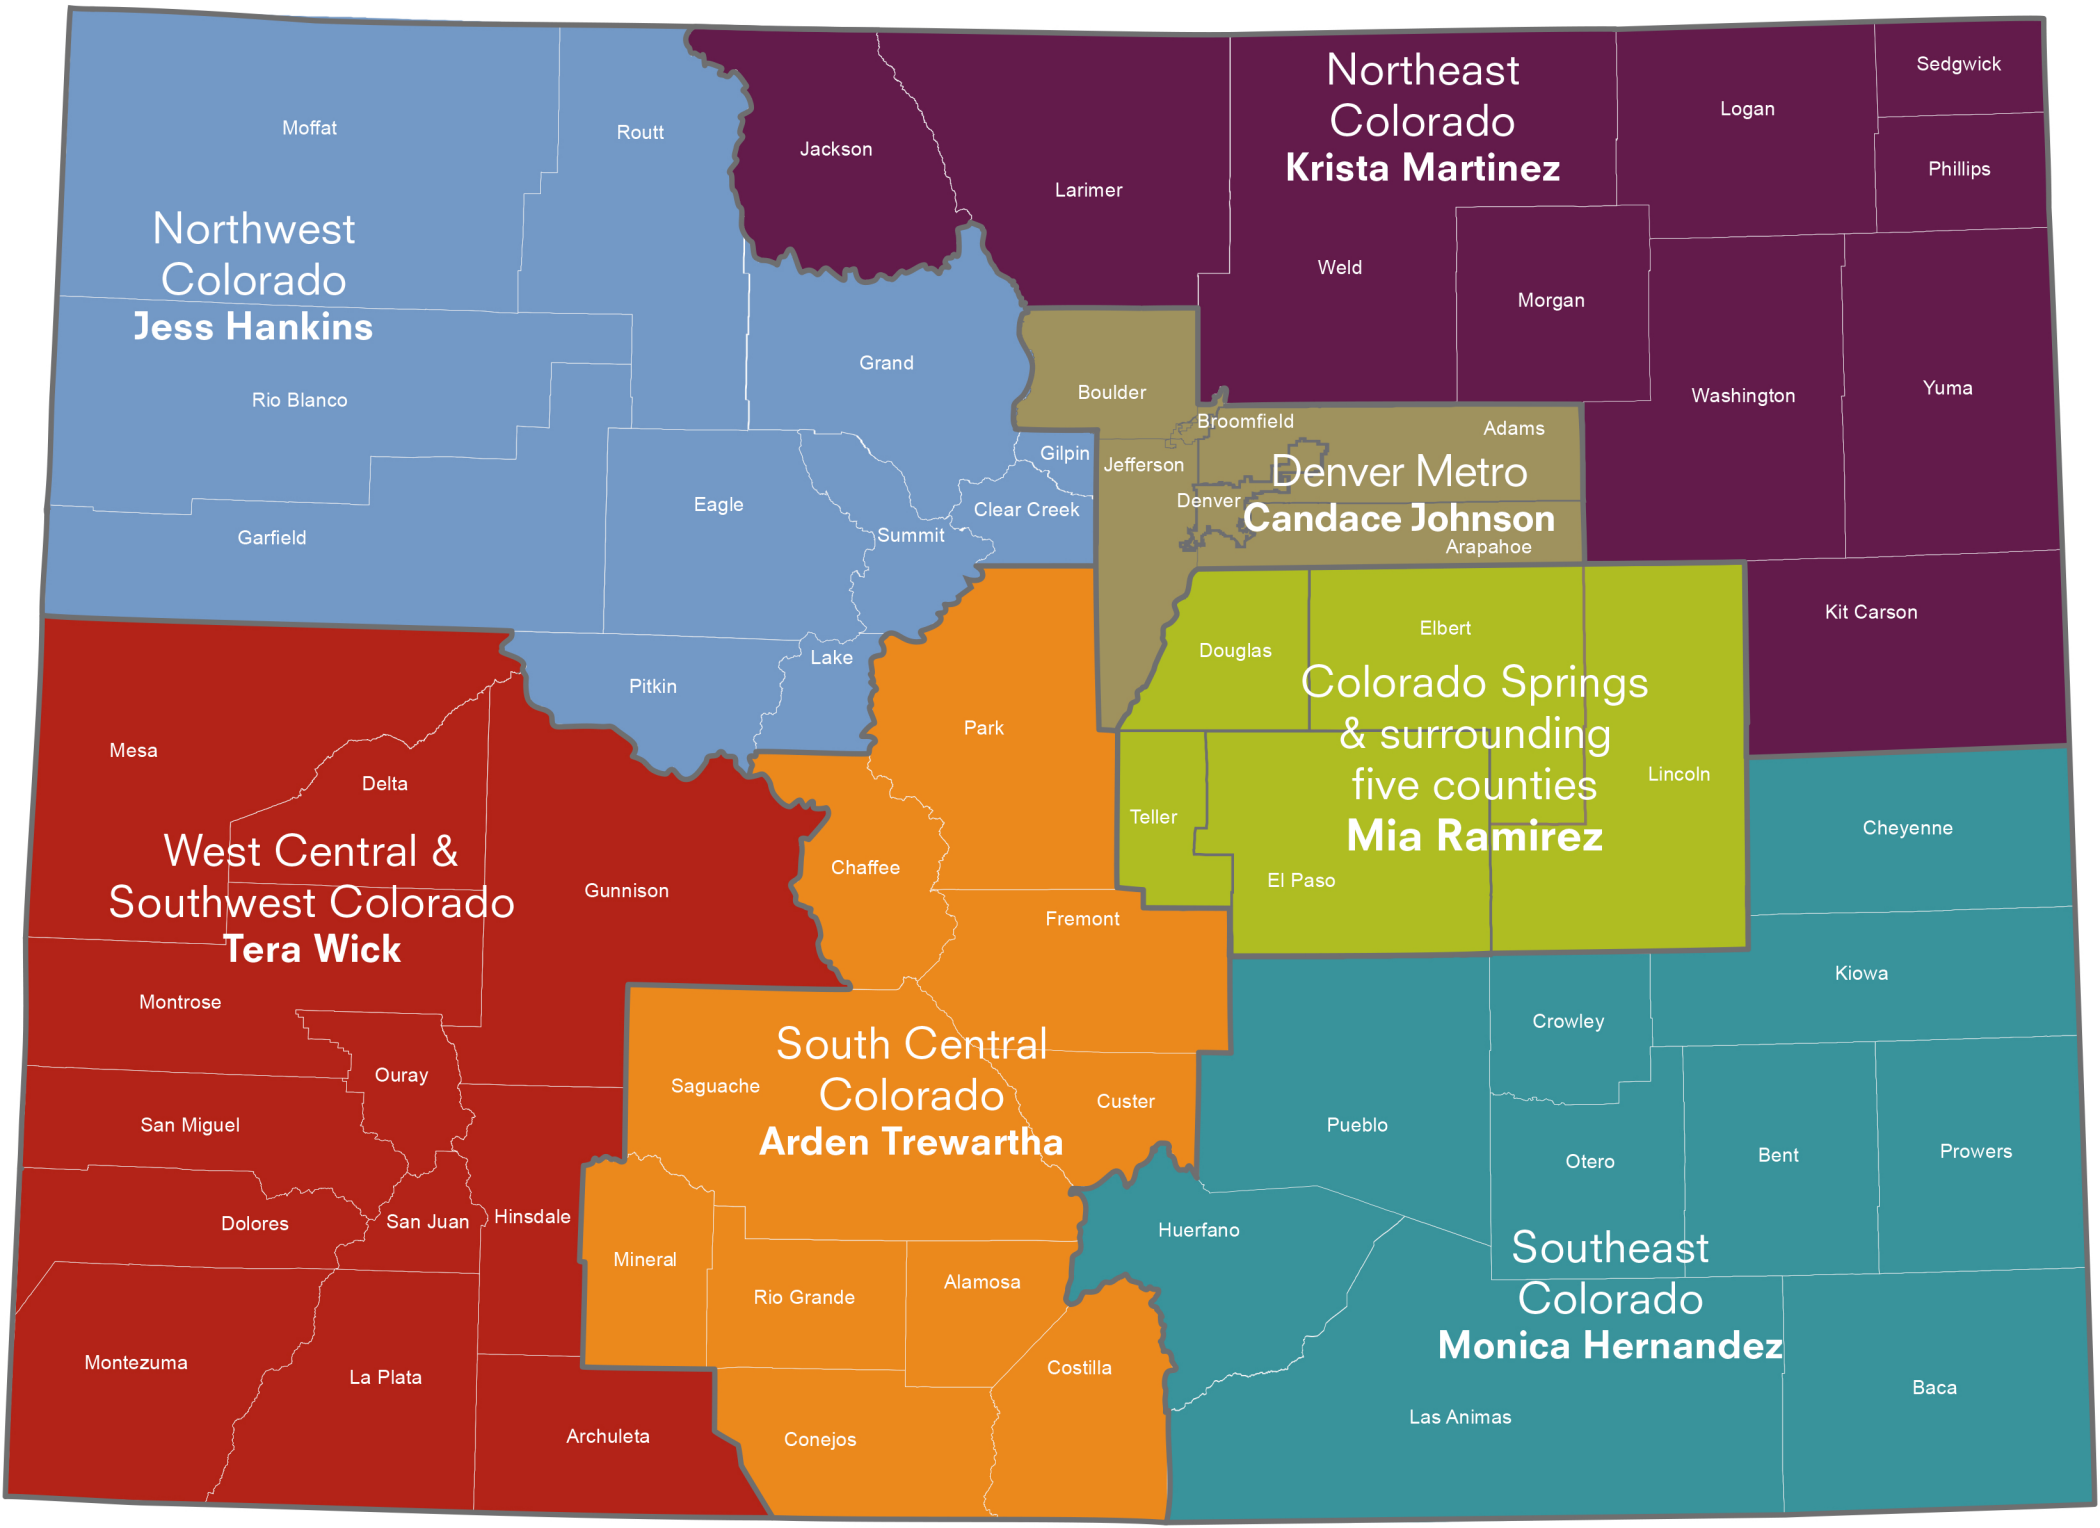 Moffat
Routt
Northwest
Colorado
Jess Hankins
Rio Blanco
Garfield
Eagle
Grand
Gilpin
Clear Creek
Summit
Pitkin
Lake
Jackson
Larimer
Northeast
Colorado
Krista Martinez
Weld
Morgan
Logan
Sedgwick
Phillips
Washington
Yuma
Kit Carson
Boulder
Broomfield
Adams
Jefferson
Denver Metro
Denver
Candace Johnson
Arapahoe
Douglas
Elbert
Colorado Springs
& surrounding
five counties
Mia Ramirez
Lincoln
Teller
El Paso
Mesa
Delta
West Central &
Southwest Colorado
Tera Wick
Gunnison
Montrose
Ouray
San Miguel
Dolores
San Juan
Hinsdale
Montezuma
La Plata
Archuleta
Park
Chaffee
Fremont
South Central
Colorado
Arden Trewartha
Saguache
Custer
Mineral
Rio Grande
Alamosa
Conejos
Costilla
Cheyenne
Kiowa
Crowley
Pueblo
Otero
Bent
Prowers
Huerfano
Southeast
Colorado
Monica Hernandez
Las Animas
Baca